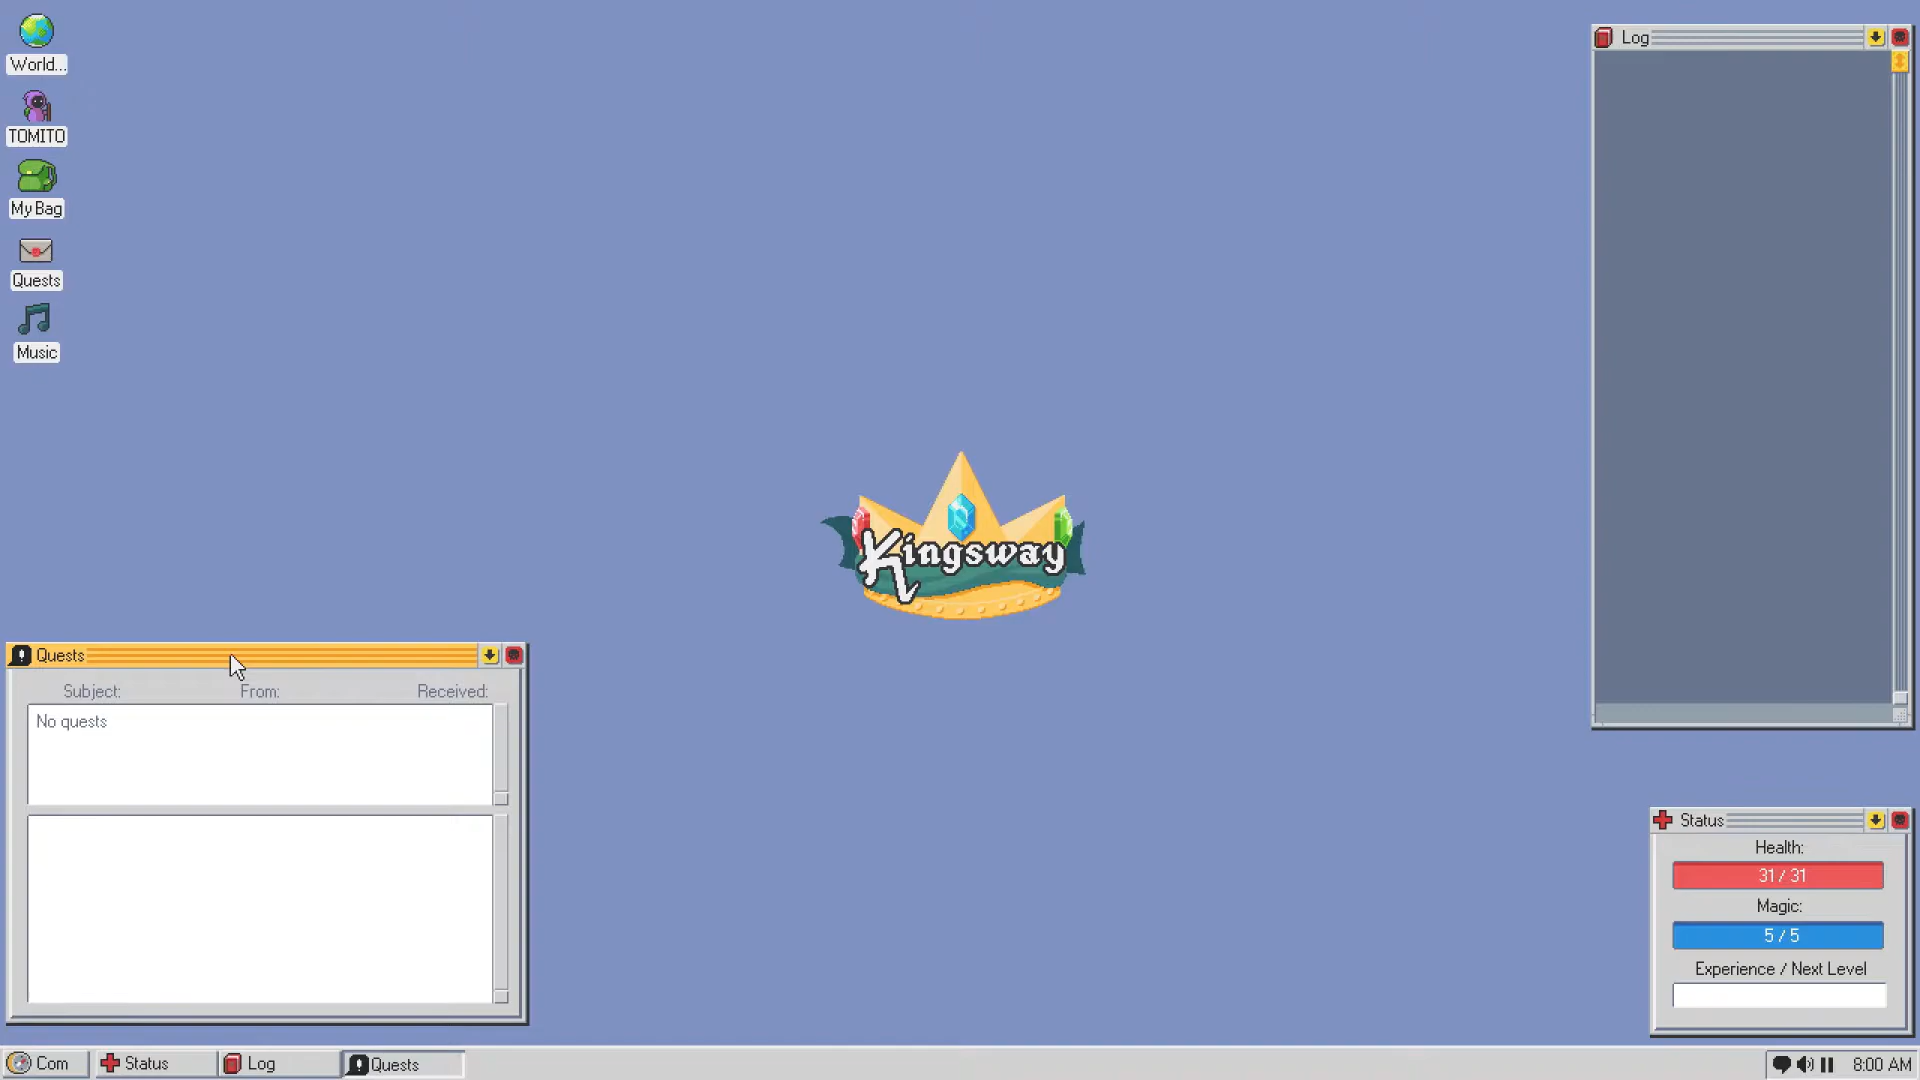 World...
TOMITO
My Bag
Quests
Music
Log
Kingsway
Quests
Subject: From: Received:
No quests
Status
Health:
31 / 31
Magic:
5 / 5
Experience / Next Level
Com Status Log Quests 8:00 AM